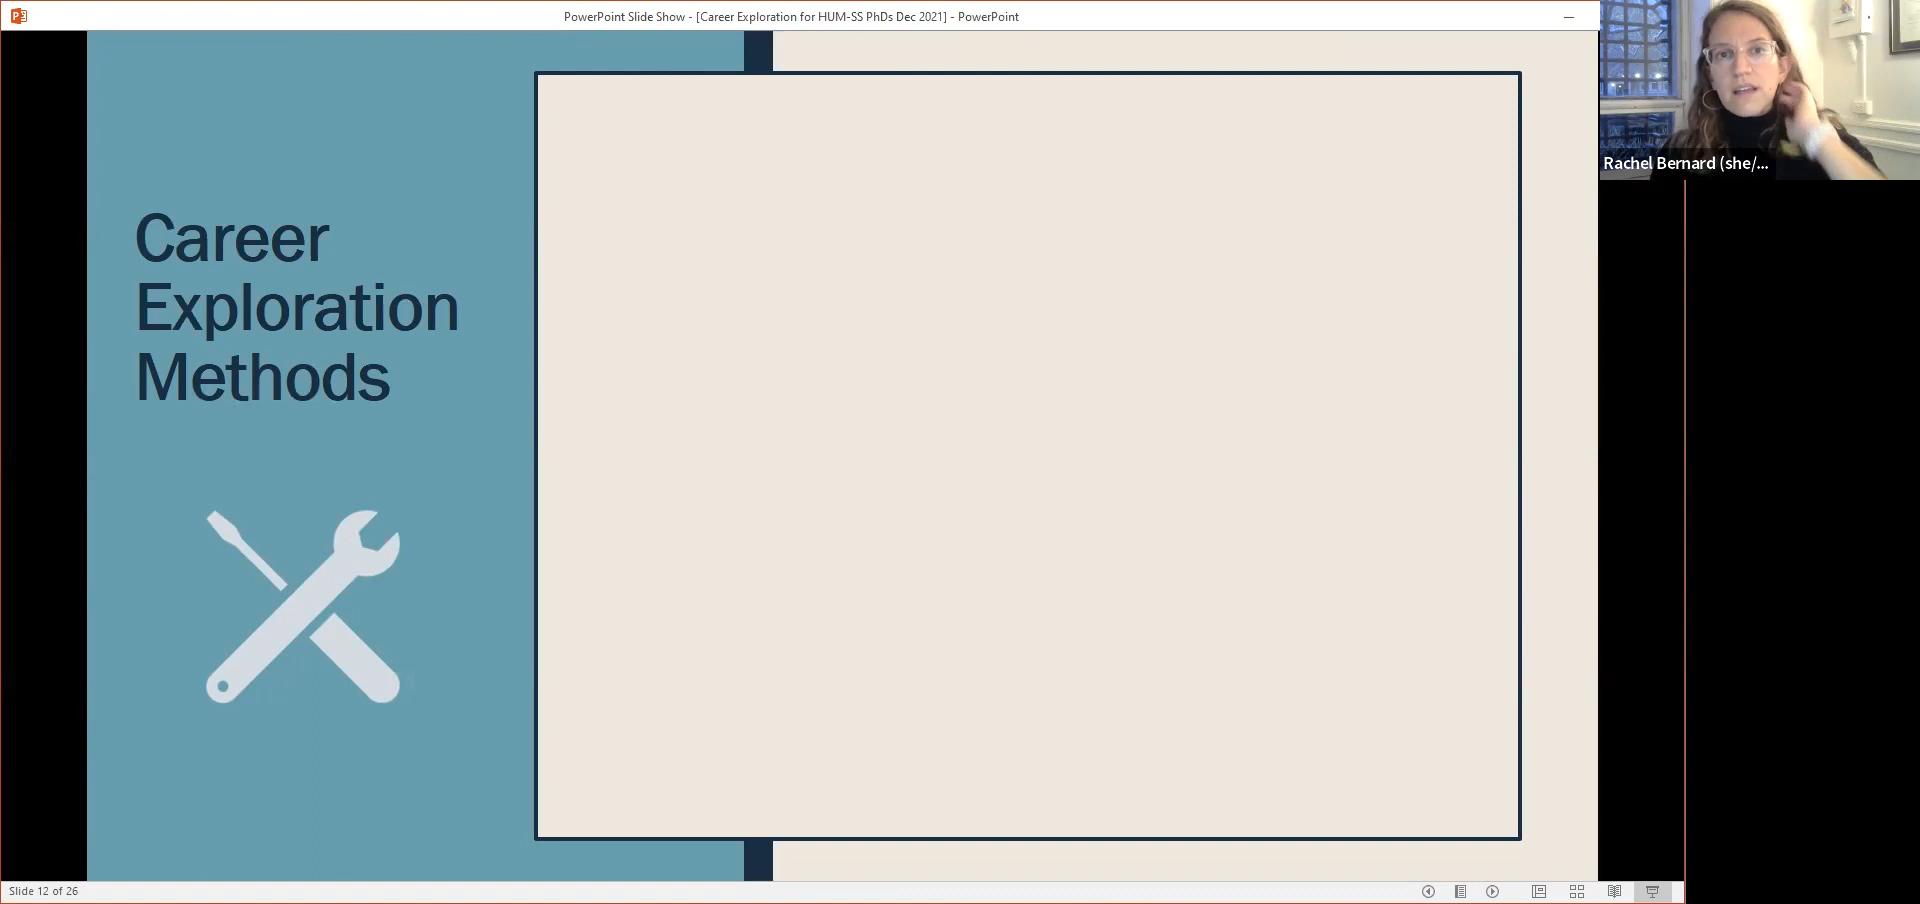 PowerPoint Slide Show - [Career Exploration for HUM-SS PhDs Dec 2021] - PowerPoint
Rachel Bernard (she/...
Career
Exploration
Methods
Slide 12 of 26